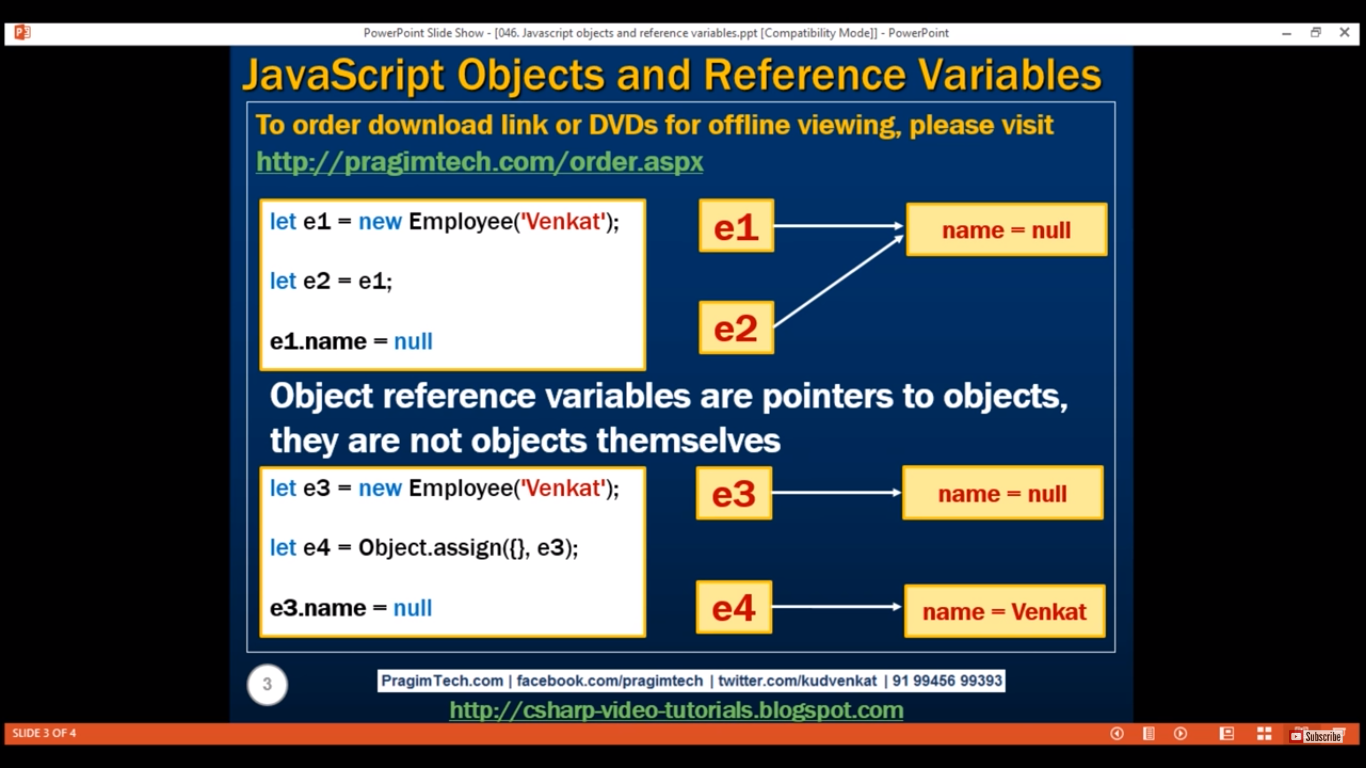 PowerPoint Slide Show - [046. Javascript objects and reference variables.ppt [Compatibility Mode]] - PowerPoint
JavaScript Objects and Reference Variables
To order download link or DVDs for offline viewing, please visit
http://pragimtech.com/order.aspx
let e1 = new Employee('Venkat');
let e2 = e1;
e1.name = null
e1
name = null
e2
Object reference variables are pointers to objects,
they are not objects themselves
let e3 = new Employee('Venkat');
let e4 = Object.assign({}, e3);
e3.name = null
e3
name = null
e4
name = Venkat
3
PragimTech.com | facebook.com/pragimtech | twitter.com/kudvenkat | 91 99456 99393
http://csharp-video-tutorials.blogspot.com
SLIDE 3 OF 4
Subscribe